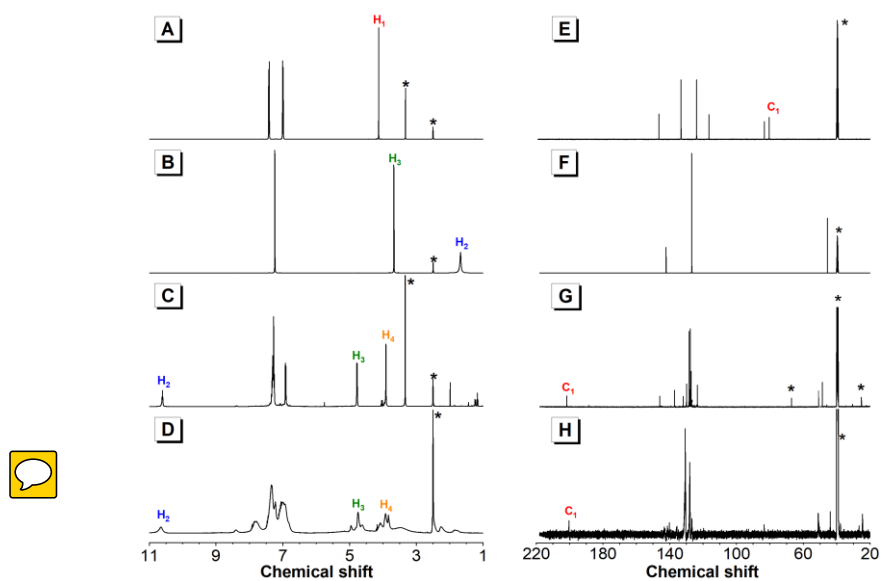 A
H₁
*
*
B
H₃
H₂
*
C
H₂
H₃
H₄
*
*
D
H₂
H₃
H₄
*
11 9 7 5 3 1
Chemical shift
E
C₁
*
F
*
G
C₁
*
*
*
H
C₁
*
220 180 140 100 60 20
Chemical shift